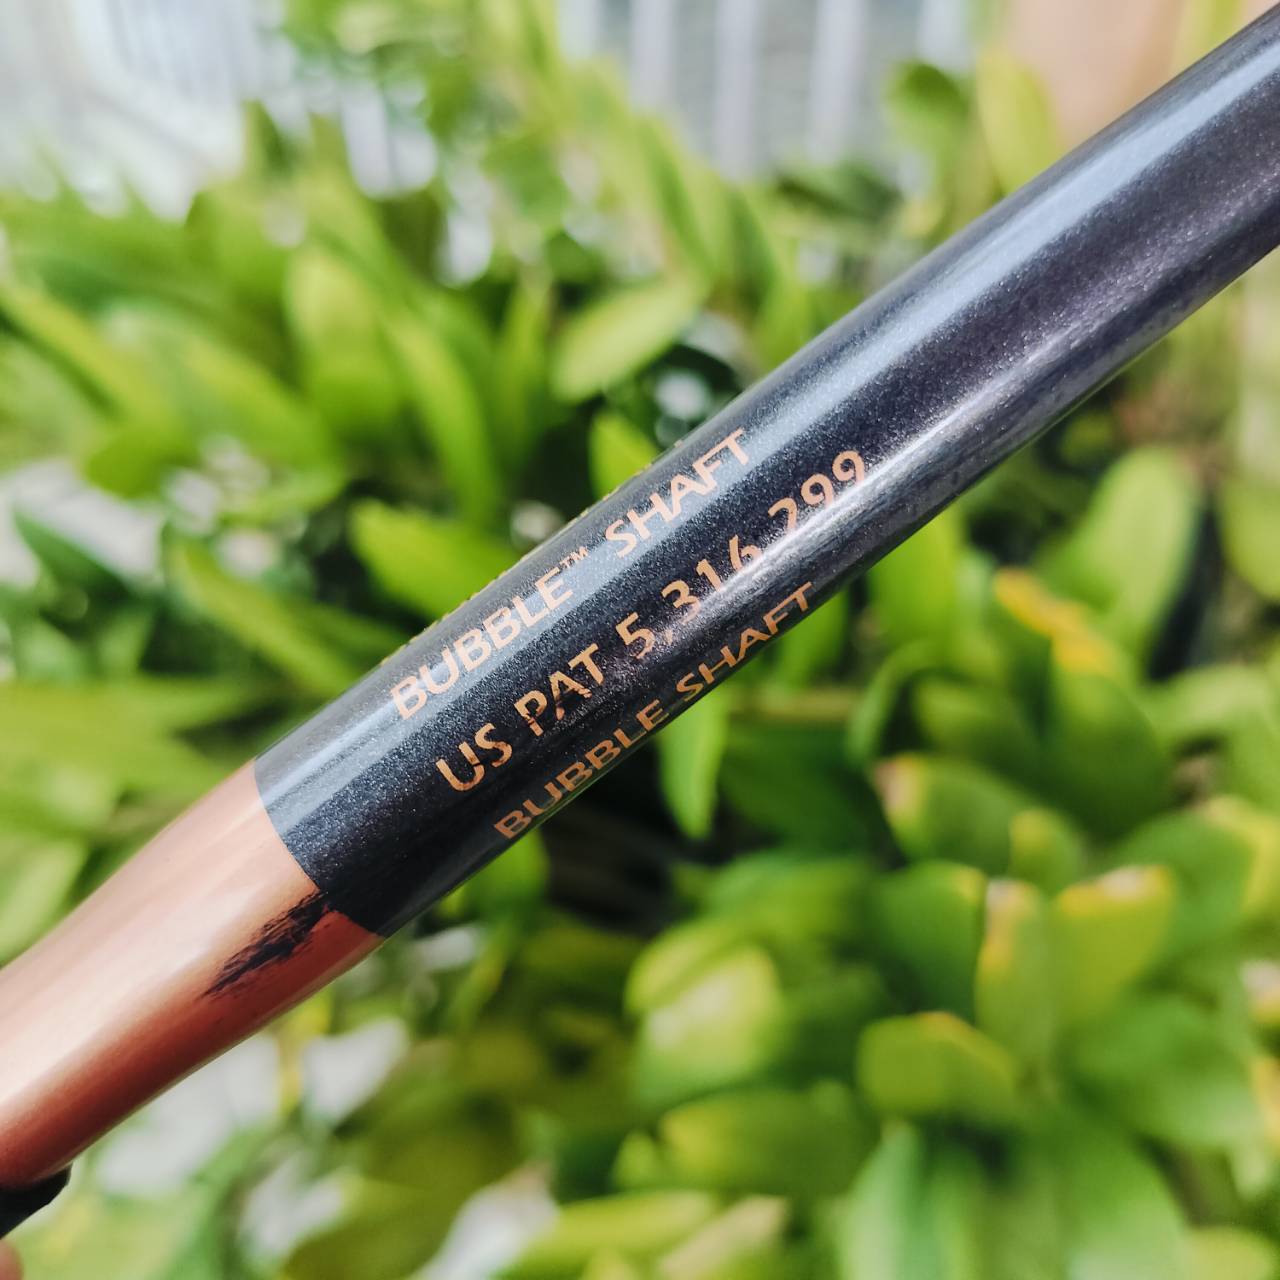 BUBBLE™ SHAFT
US PAT 5,316,299
BUBBLE SHAFT